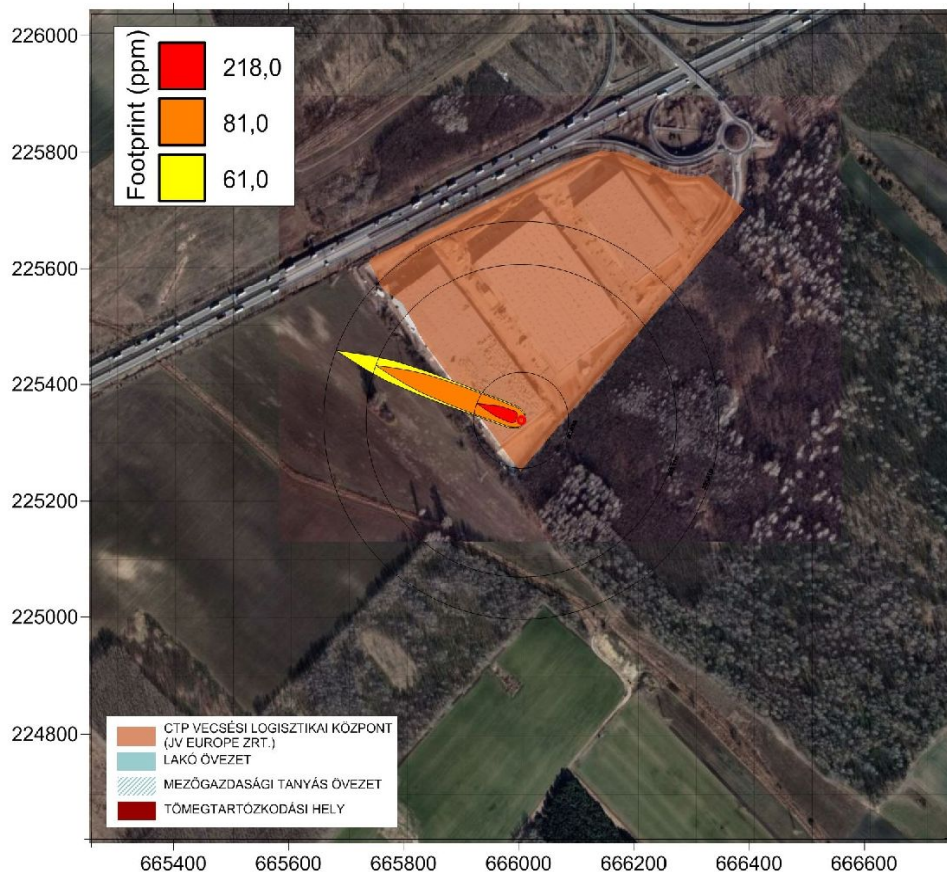 226000
225800
225600
225400
225200
225000
224800
Footprint (ppm)
218,0
81,0
61,0
CTP VECSÉSI LOGISZTIKAI KÖZPONT
(JV EUROPE ZRT.)
LAKÓ ÖVEZET
MEZŐGAZDASÁGI TANYÁS ÖVEZET
TÖMEGTARTÓZKODÁSI HELY
665400 665600 665800 666000 666200 666400 666600